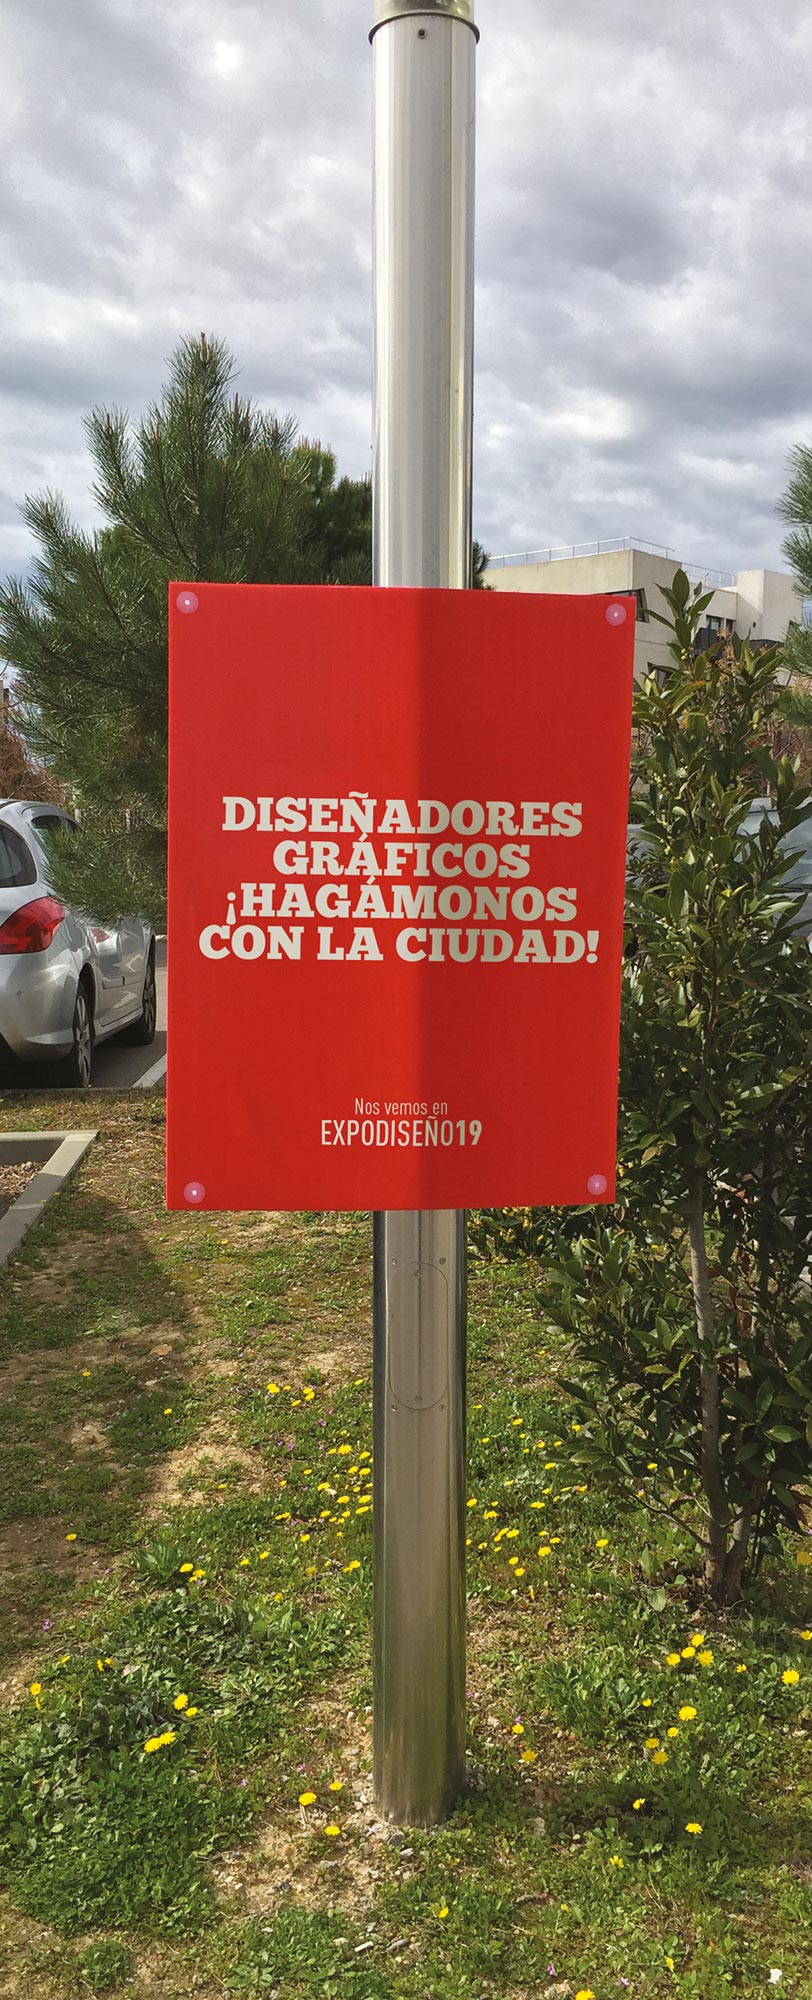 DISEÑADORES
GRÁFICOS
¡HAGÁMONOS
CON LA CIUDAD!
Nos vemos en
EXPODISEÑO19